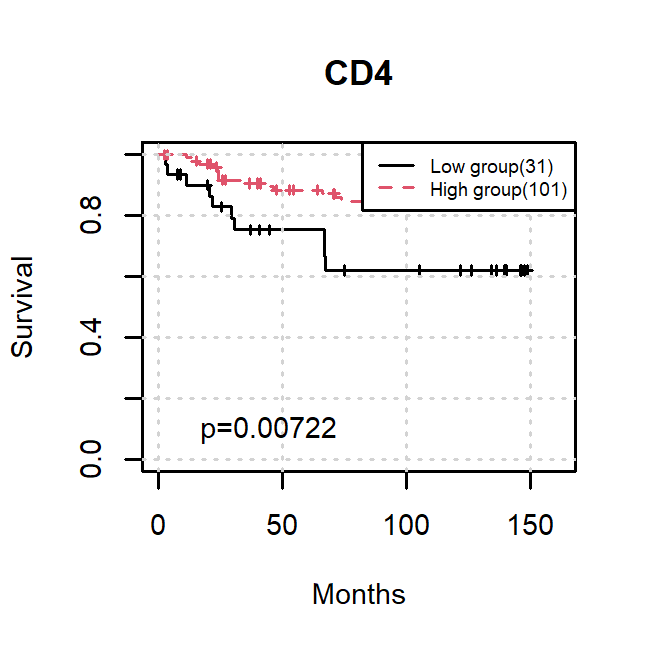 CD4
Low group(31)
High group(101)
Survival
0.8
0.4
0.0
p=0.00722
0 50 100 150
Months